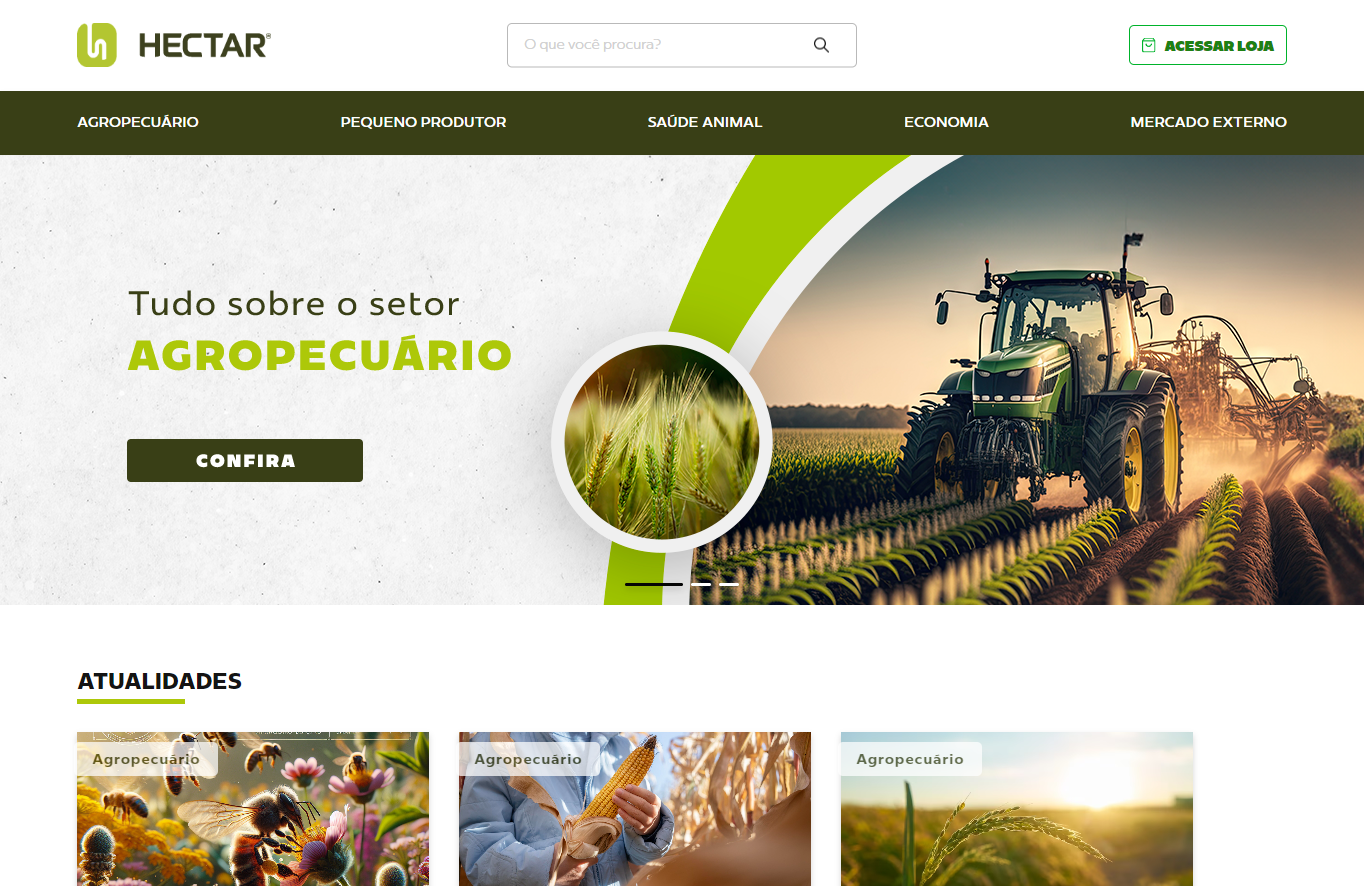 HECTAR®
O que você procura?
ACESSAR LOJA
AGROPECUÁRIO
PEQUENO PRODUTOR
SAÚDE ANIMAL
ECONOMIA
MERCADO EXTERNO
Tudo sobre o setor
AGROPECUÁRIO
CONFIRA
ATUALIDADES
Agropecuário
Agropecuário
Agropecuário